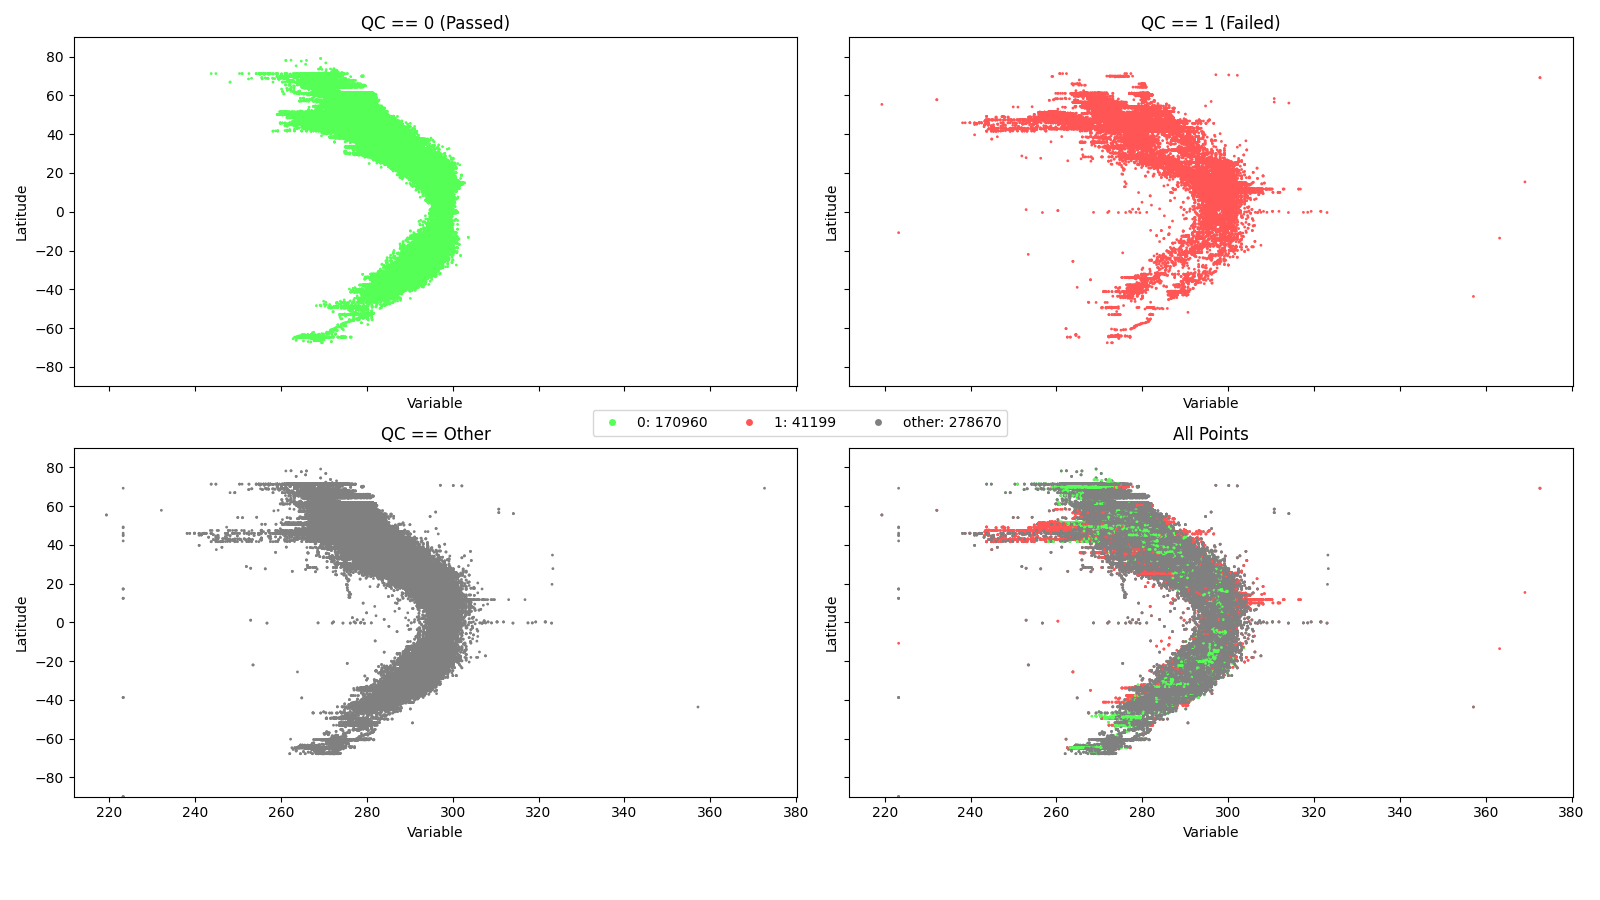 QC == 0 (Passed)
QC == 1 (Failed)
80
60
40
20
0
−20
−40
−60
−80
Latitude
Latitude
Variable
Variable
0: 170960
1: 41199
other: 278670
QC == Other
All Points
80
60
40
20
0
−20
−40
−60
−80
Latitude
Latitude
220 240 260 280 300 320 340 360 380
220 240 260 280 300 320 340 360 380
Variable
Variable